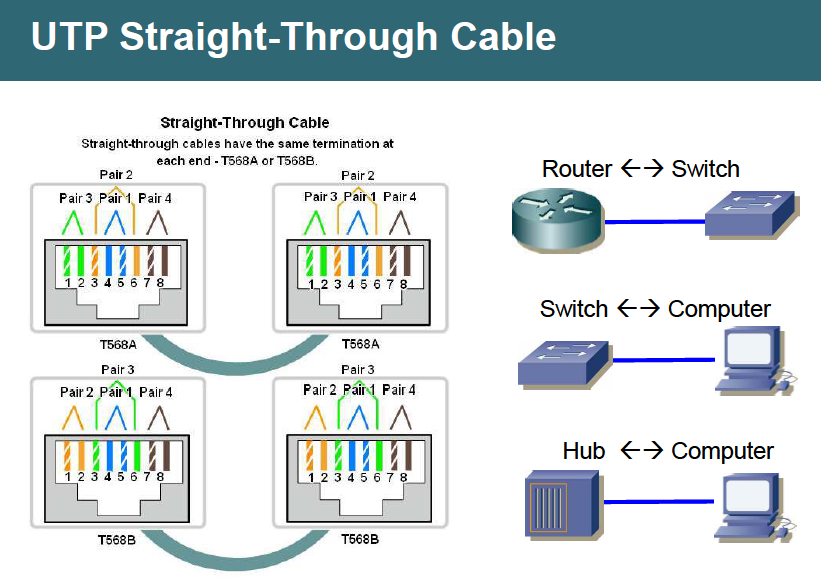 UTP Straight-Through Cable
Straight-Through Cable
Straight-through cables have the same termination at
each end - T568A or T568B.
Pair 2
Pair 3 Pair 1 Pair 4
1 2 3 4 5 6 7 8
T568A
Pair 2
Pair 3 Pair 1 Pair 4
1 2 3 4 5 6 7 8
T568A
Pair 3
Pair 2 Pair 1 Pair 4
1 2 3 4 5 6 7 8
T568B
Pair 3
Pair 2 Pair 1 Pair 4
1 2 3 4 5 6 7 8
T568B
Router ←→ Switch
Switch ←→ Computer
Hub ←→ Computer